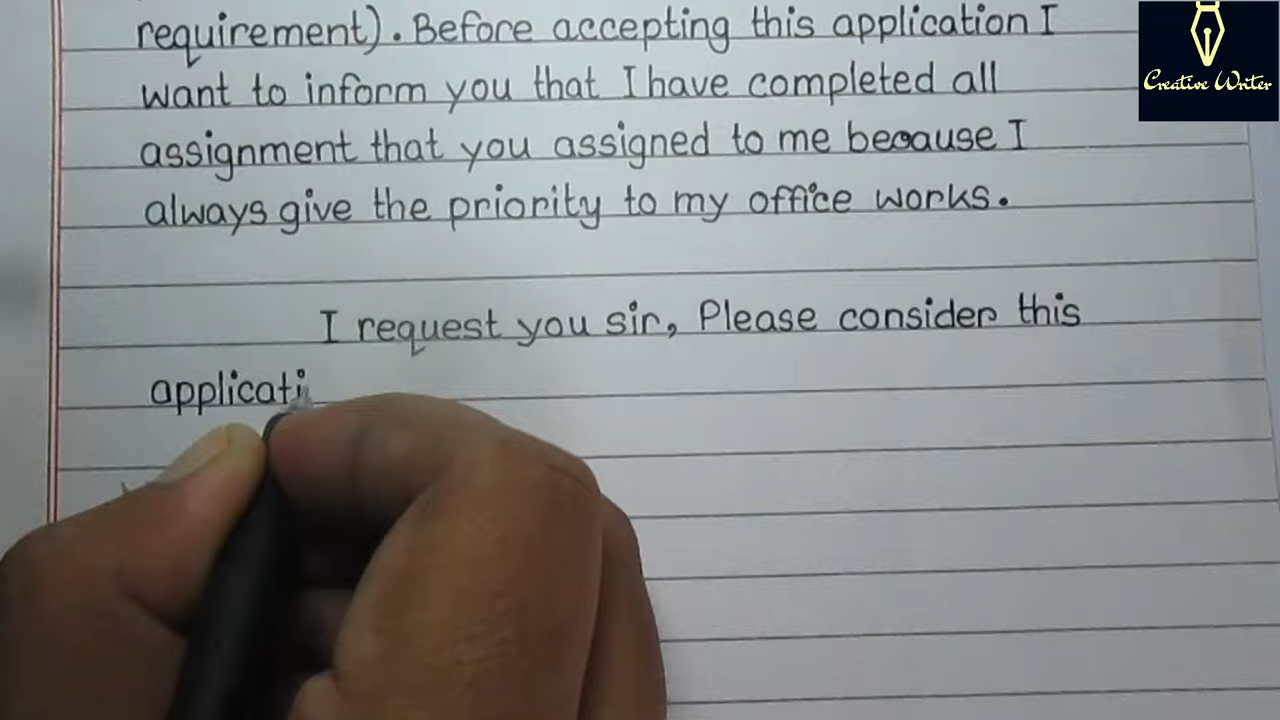 requirement). Before accepting this application I
want to inform you that I have completed all
assignment that you assigned to me because I
always give the priority to my office works.
I request you sir, Please consider this
applicati
Creative Writer